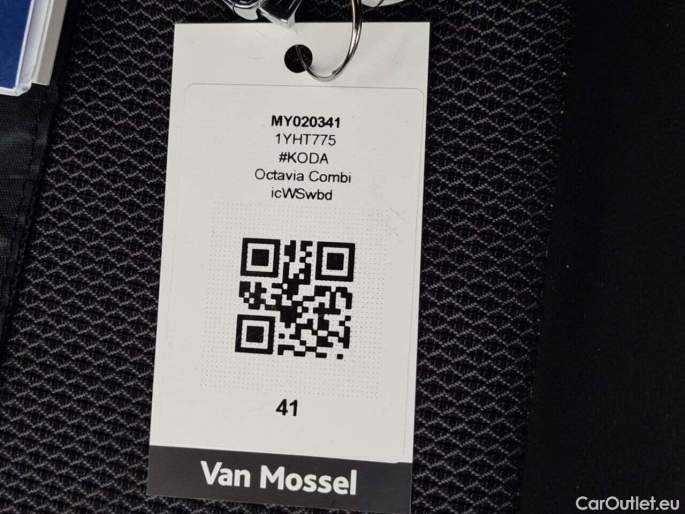 MY020341
1YHT775
#KODA
Octavia Combi
icWSwbd
41
Van Mossel
CarOutlet.eu